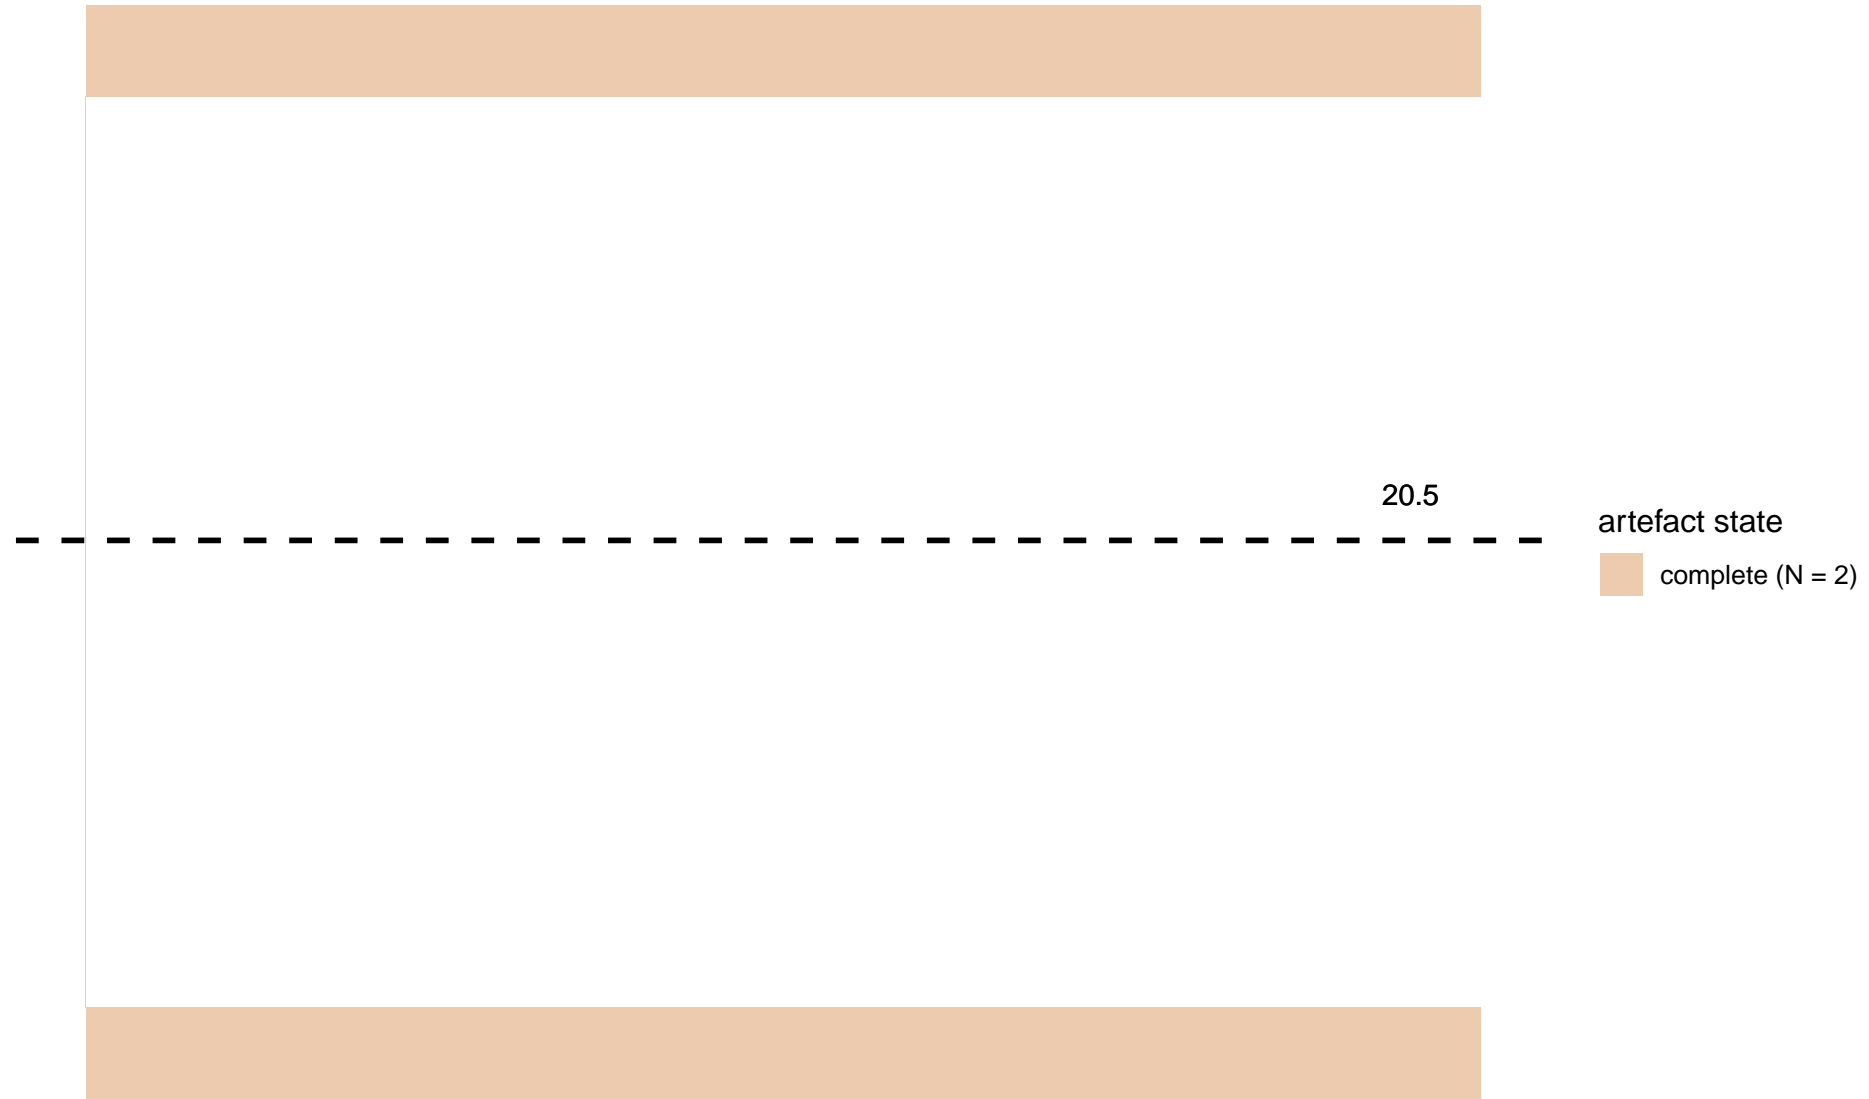 20.5
artefact state
complete (N = 2)